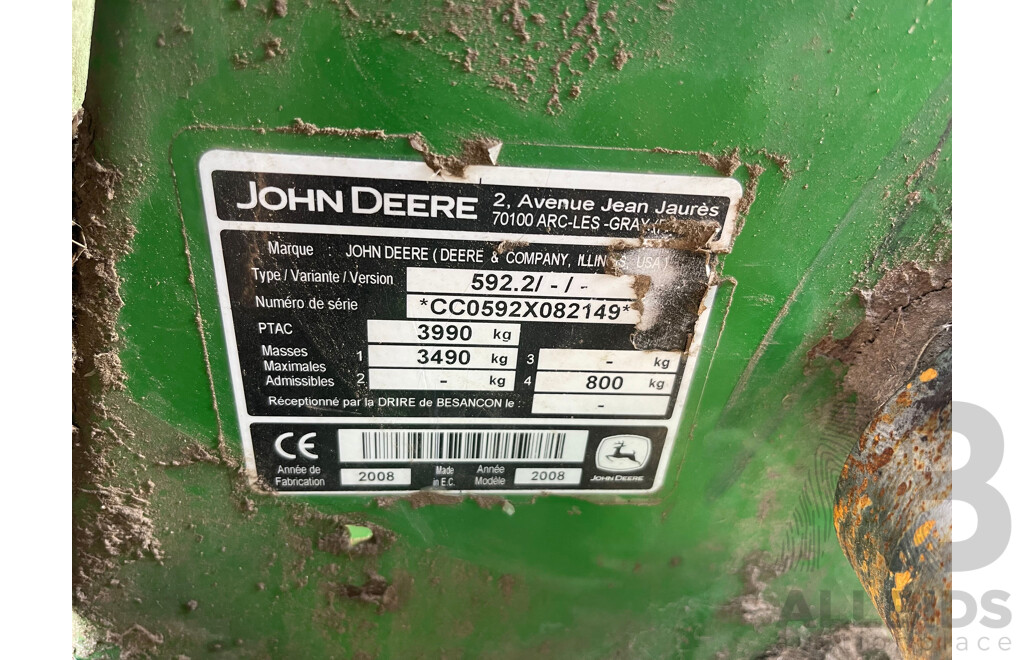 JOHN DEERE
2, Avenue Jean Jaurès
70100 ARC-LES -GRAY
Marque JOHN DEERE ( DEERE & COMPANY, ILLINOIS, USA )
Type / Variante / Version 592.2/ - / -
Numéro de série *CC0592X082149*
PTAC 3990 kg
Masses Maximales Admissibles
1 3490 kg 3 - kg
2 - kg 4 800 kg
Réceptionné par la DRIRE de BESANCON le : -
CE
Année de Fabrication 2008 Made in E.C. Année Modèle 2008
JOHN DEERE
ALLBIDS